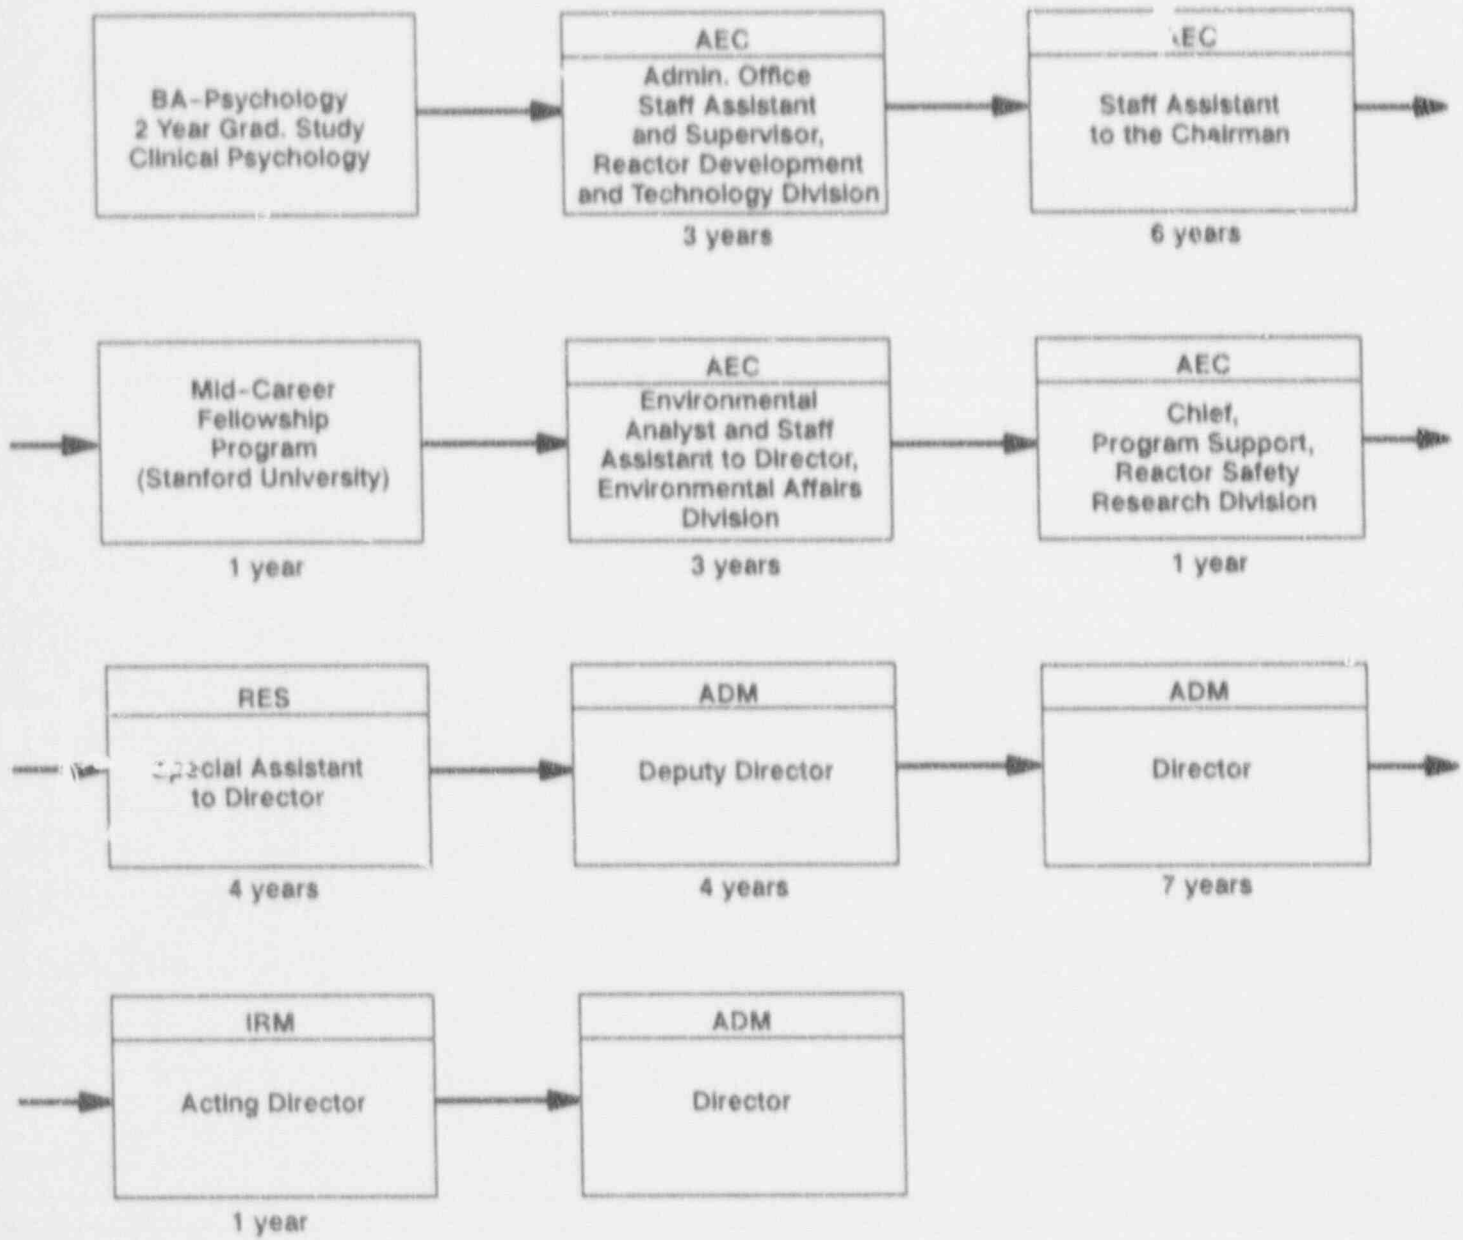 BA-Psychology
2 Year Grad. Study
Clinical Psychology
AEC
Admin. Office
Staff Assistant
and Supervisor,
Reactor Development
and Technology Division
3 years
AEC
Staff Assistant
to the Chairman
6 years
Mid-Career
Fellowship
Program
(Stanford University)
1 year
AEC
Environmental
Analyst and Staff
Assistant to Director,
Environmental Affairs
Division
3 years
AEC
Chief,
Program Support,
Reactor Safety
Research Division
1 year
RES
Special Assistant
to Director
4 years
ADM
Deputy Director
4 years
ADM
Director
7 years
IRM
Acting Director
1 year
ADM
Director